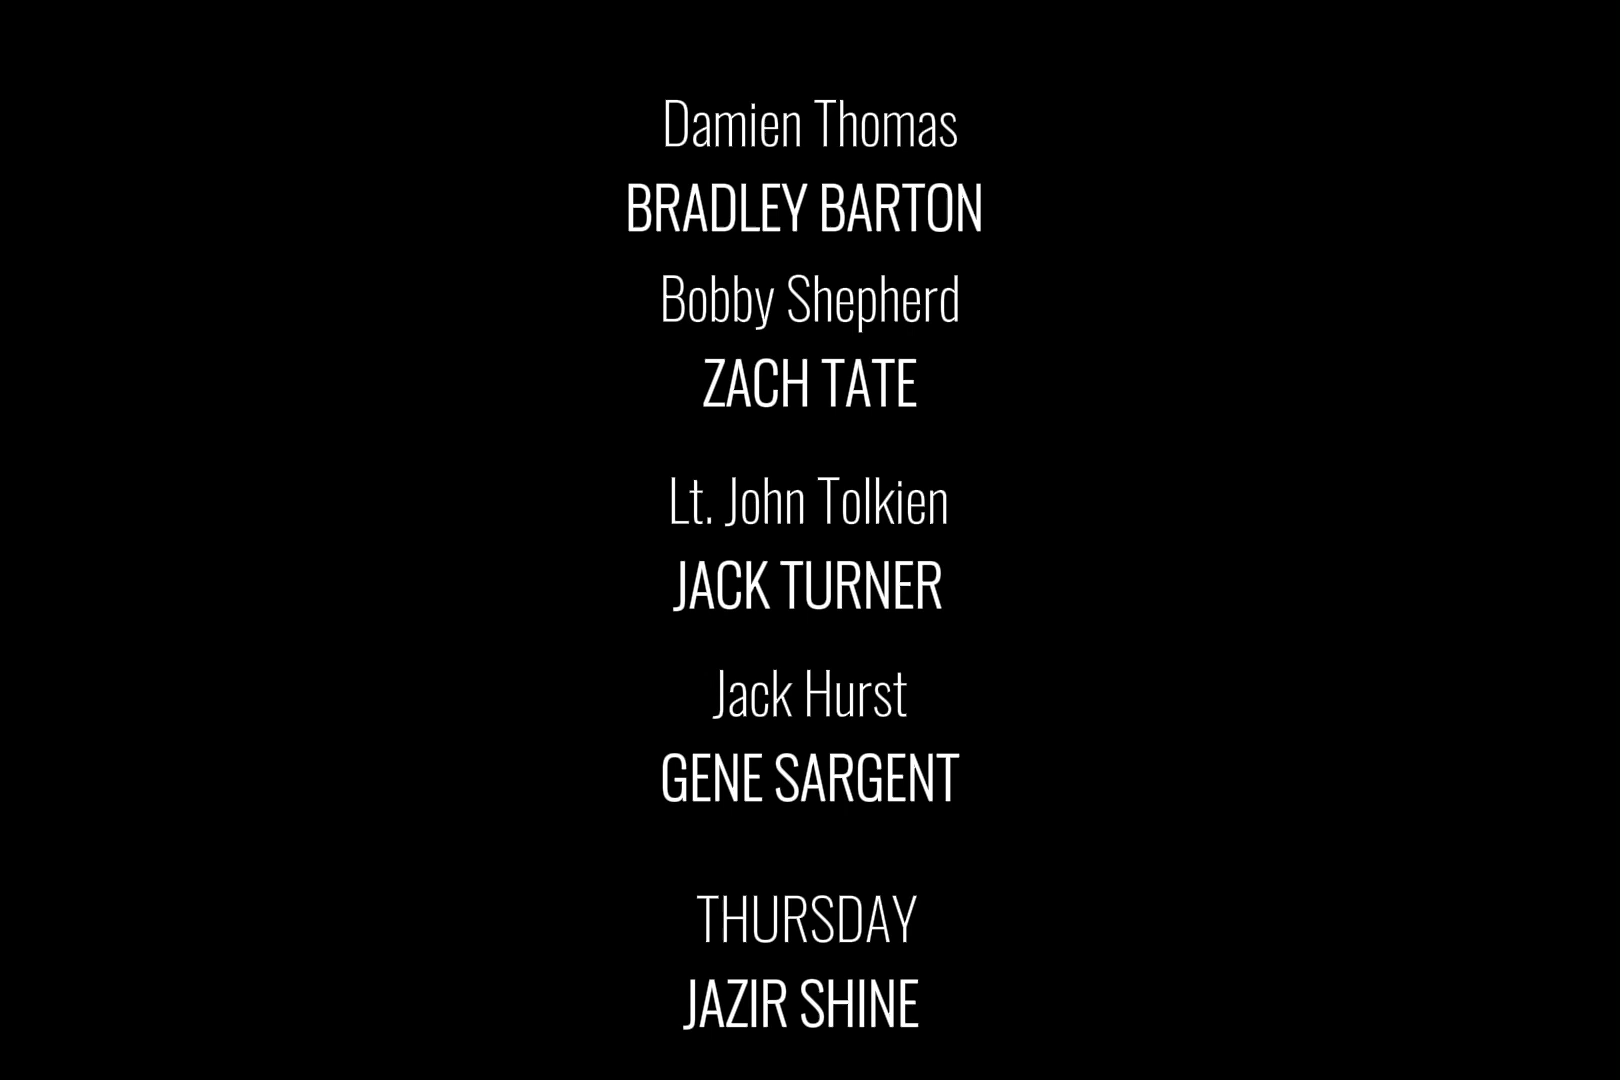 Damien Thomas
BRADLEY BARTON
Bobby Shepherd
ZACH TATE
Lt. John Tolkien
JACK TURNER
Jack Hurst
GENE SARGENT
THURSDAY
JAZIR SHINE